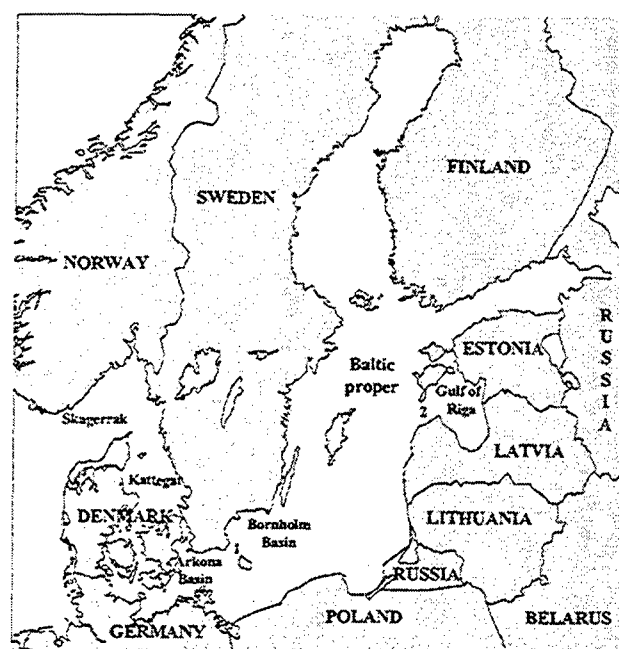 FINLAND
SWEDEN
NORWAY
RUSSIA
ESTONIA
Baltic
proper
Gulf of
Riga
2
Skagerrak
LATVIA
Kattegat
DENMARK
LITHUANIA
Bornholm
Basin
1
Arkona
Basin
RUSSIA
POLAND
BELARUS
GERMANY